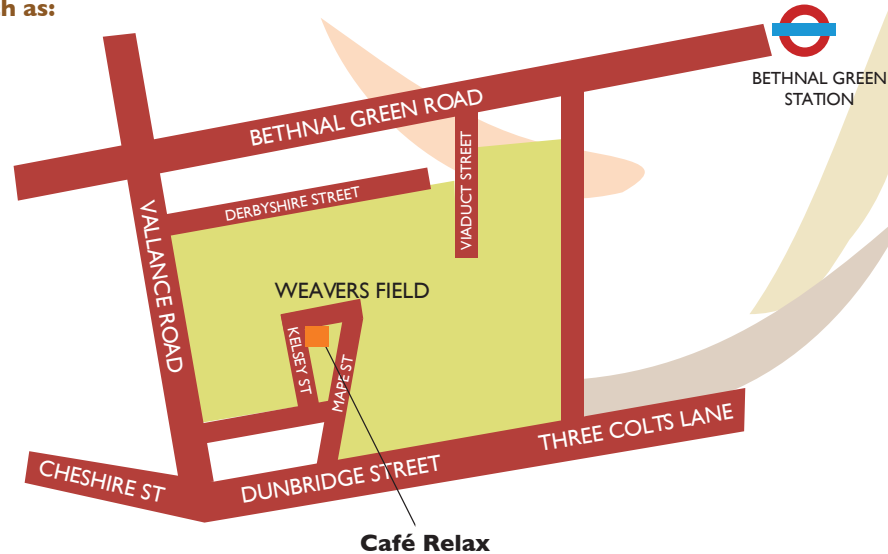 h as:
BETHNAL GREEN
STATION
BETHNAL GREEN ROAD
VIADUCT STREET
DERBYSHIRE STREET
VALLANCE ROAD
WEAVERS FIELD
KELSEY ST
MAPE ST
THREE COLTS LANE
CHESHIRE ST
DUNBRIDGE STREET
Café Relax